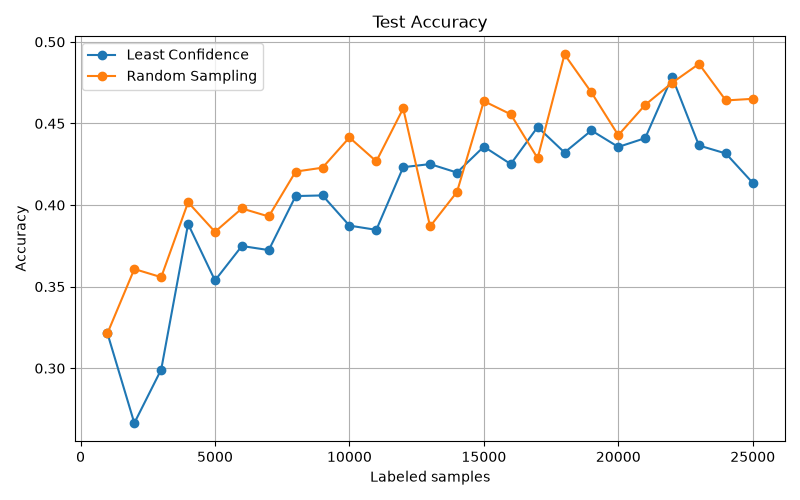 Test Accuracy
Least Confidence
Random Sampling
0.50
0.45
0.40
0.35
0.30
Accuracy
0
5000
10000
15000
20000
25000
Labeled samples